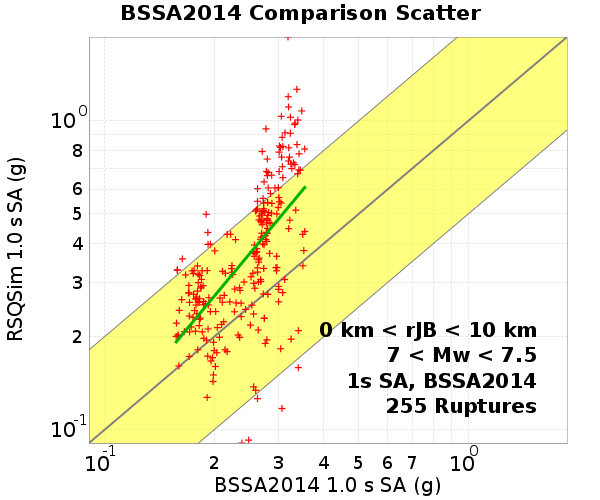 BSSA2014 Comparison Scatter
RSQSim 1.0 s SA (g)
10^0
8
6
5
4
3
2
10^-1
0 km < rJB < 10 km
7 < Mw < 7.5
1s SA, BSSA2014
255 Ruptures
10^-1 2 3 4 5 6 7 10^0
BSSA2014 1.0 s SA (g)